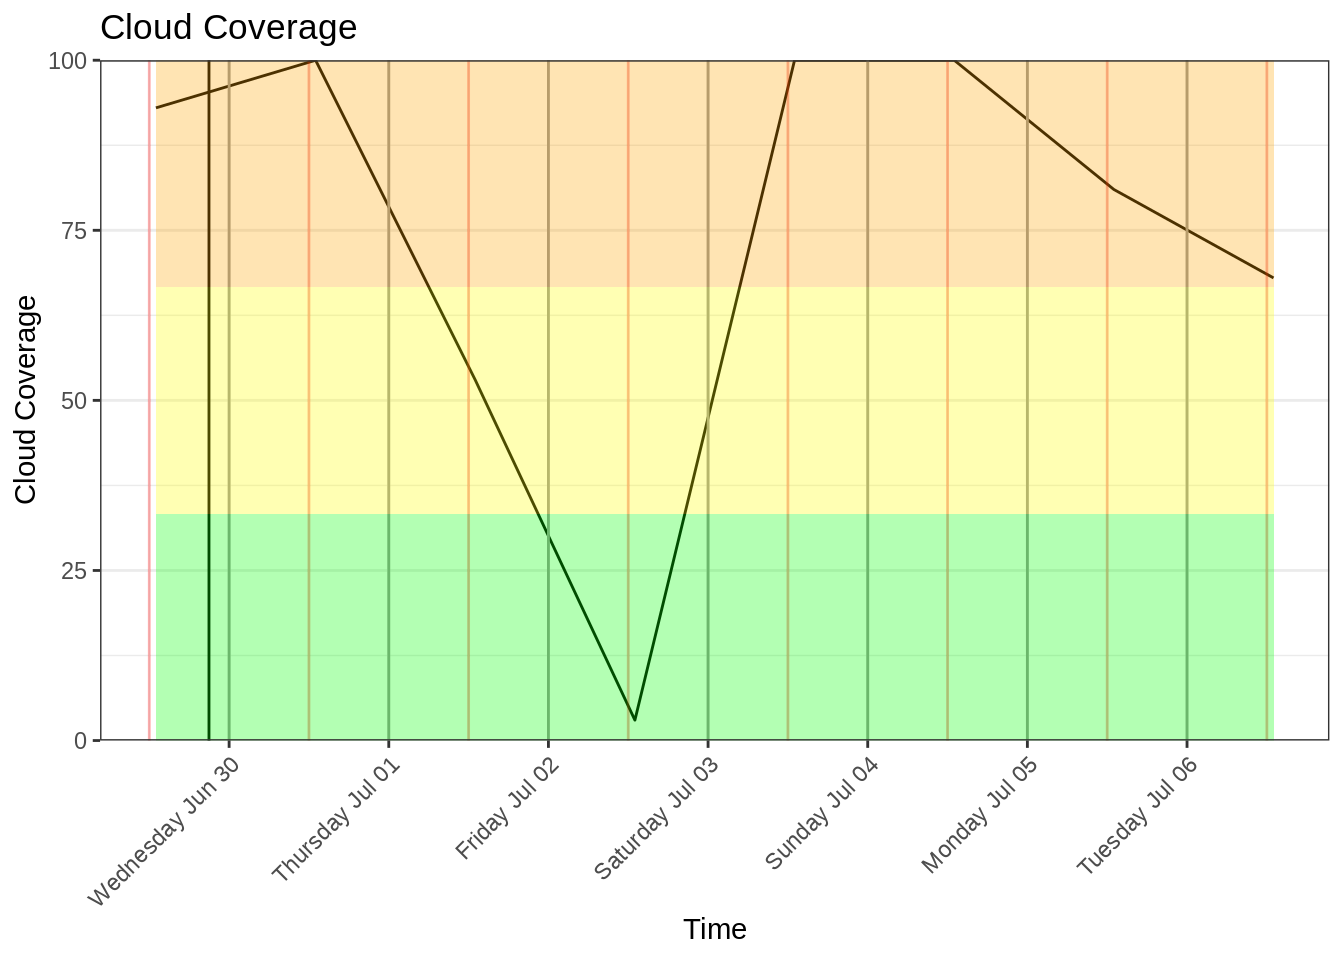 Cloud Coverage
Cloud Coverage
100
75
50
25
0
Wednesday Jun 30
Thursday Jul 01
Friday Jul 02
Saturday Jul 03
Sunday Jul 04
Monday Jul 05
Tuesday Jul 06
Time